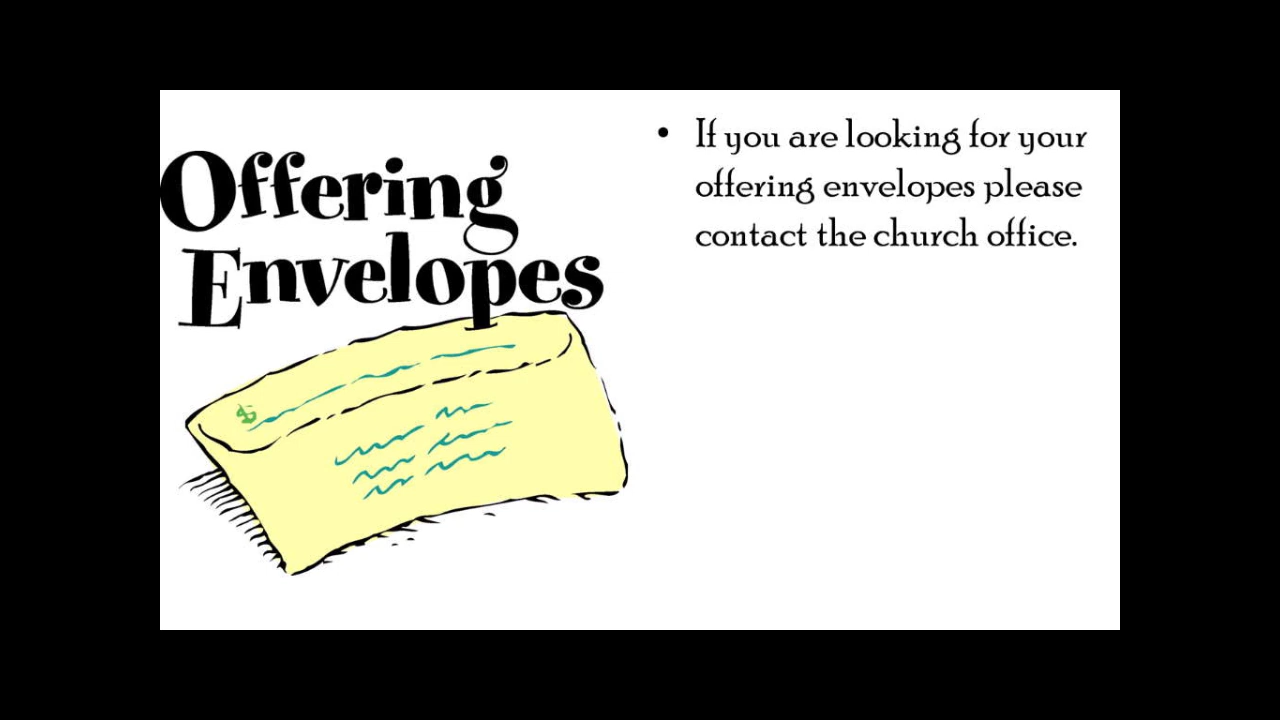 Offering
Envelopes
$
• If you are looking for your
offering envelopes please
contact the church office.